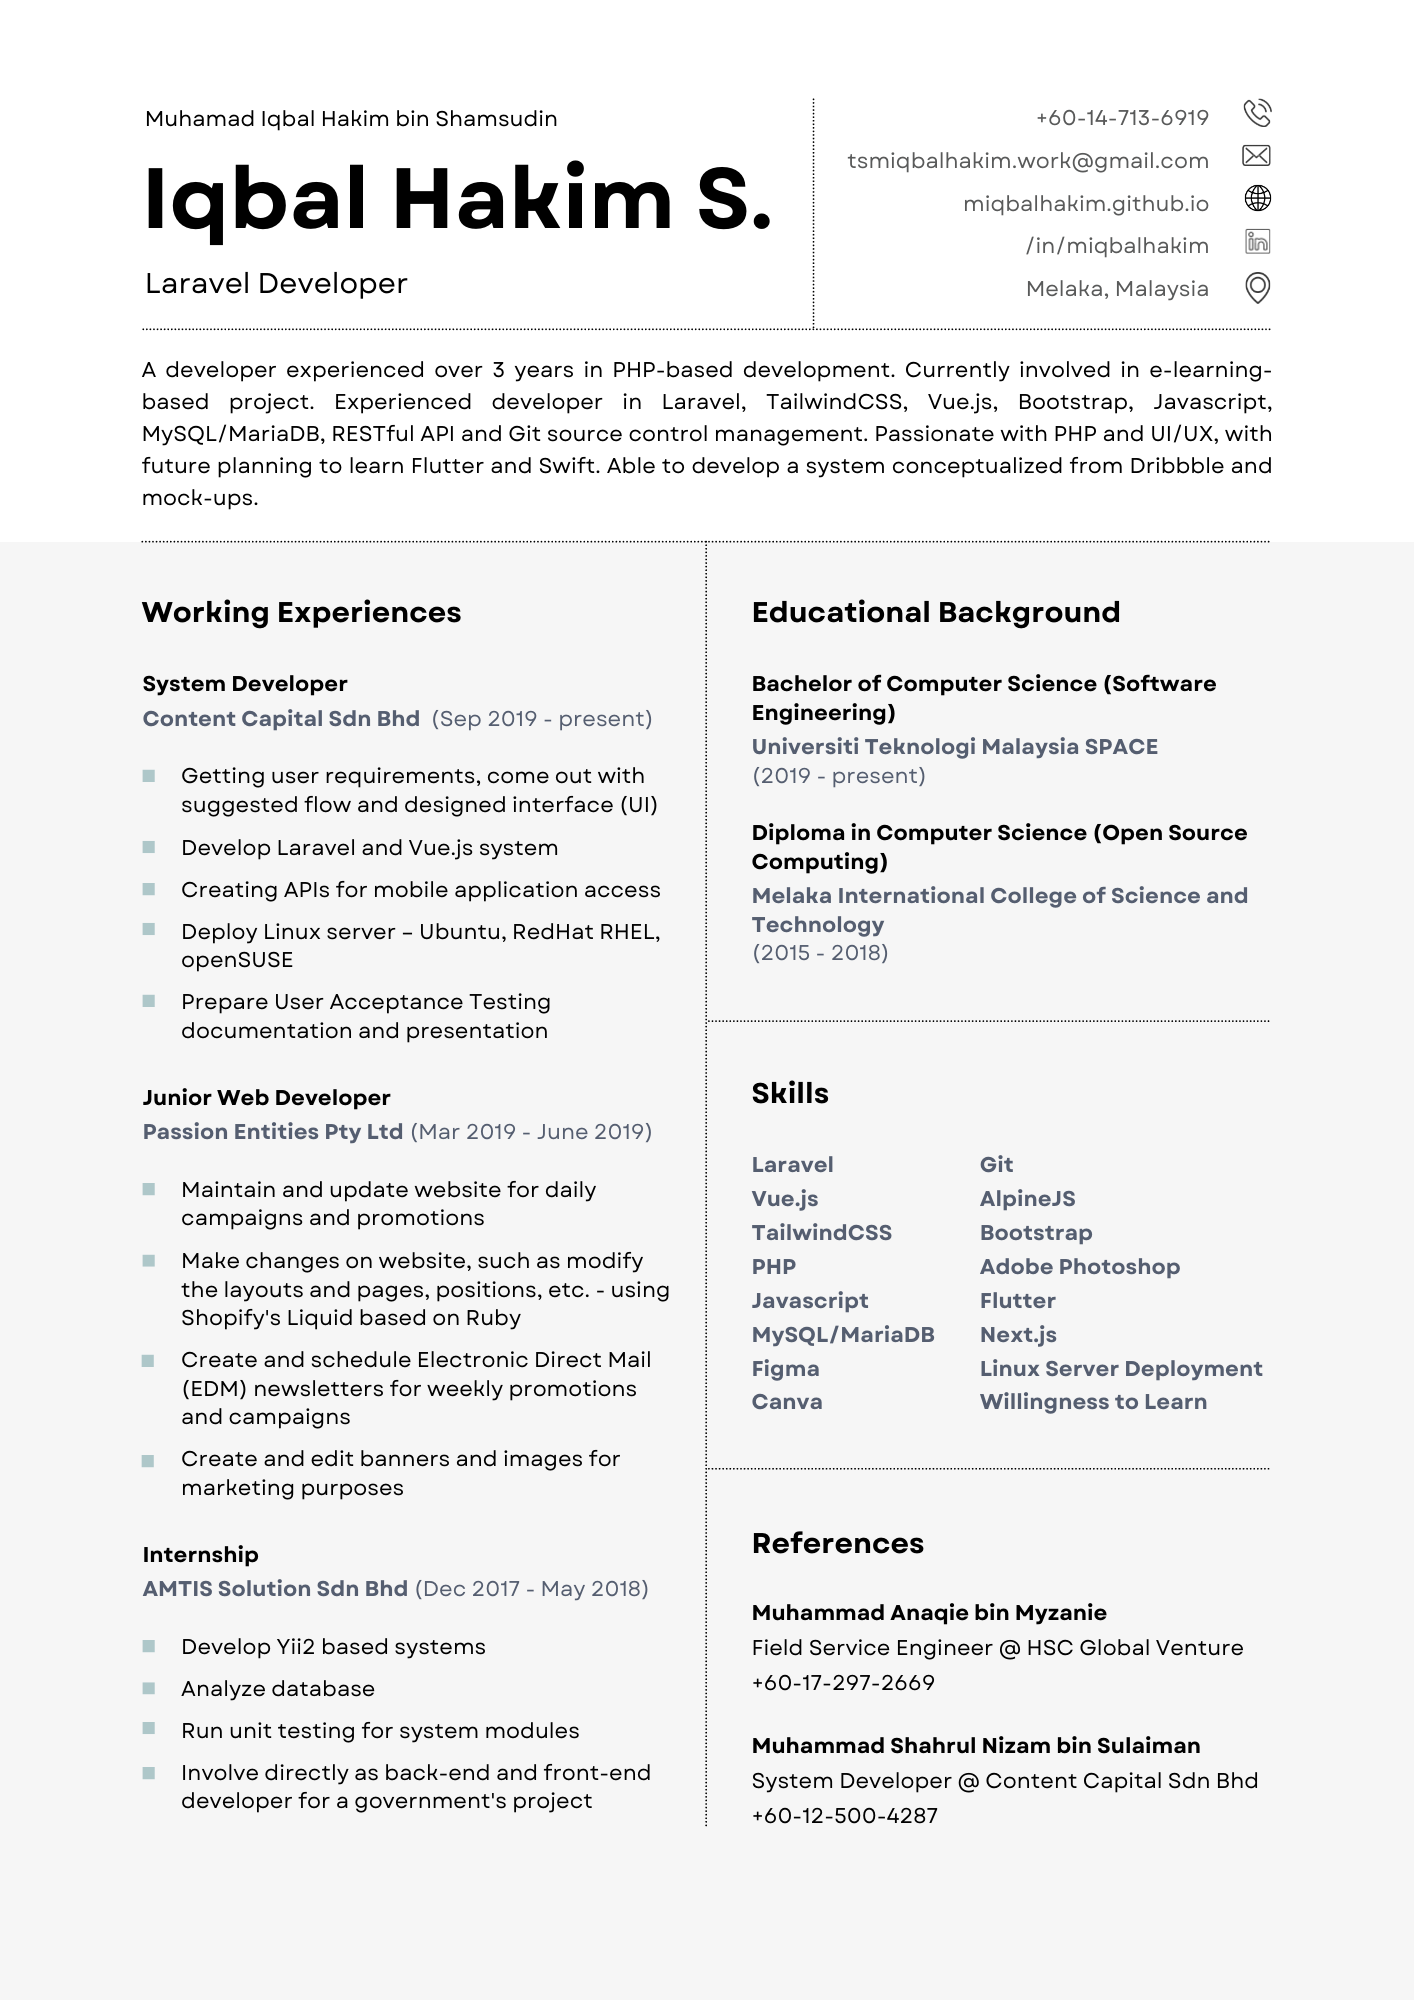 Muhamad Iqbal Hakim bin Shamsudin
Iqbal Hakim S.
Laravel Developer
+60-14-713-6919
tsmiqbalhakim.work@gmail.com
miqbalhakim.github.io
/in/miqbalhakim
Melaka, Malaysia
A developer experienced over 3 years in PHP-based development. Currently involved in e-learning-
based project. Experienced developer in Laravel, TailwindCSS, Vue.js, Bootstrap, Javascript,
MySQL/MariaDB, RESTful API and Git source control management. Passionate with PHP and UI/UX, with
future planning to learn Flutter and Swift. Able to develop a system conceptualized from Dribbble and
mock-ups.
Working Experiences
System Developer
Content Capital Sdn Bhd (Sep 2019 - present)
Getting user requirements, come out with
suggested flow and designed interface (UI)
Develop Laravel and Vue.js system
Creating APIs for mobile application access
Deploy Linux server – Ubuntu, RedHat RHEL,
openSUSE
Prepare User Acceptance Testing
documentation and presentation
Junior Web Developer
Passion Entities Pty Ltd (Mar 2019 - June 2019)
Maintain and update website for daily
campaigns and promotions
Make changes on website, such as modify
the layouts and pages, positions, etc. - using
Shopify's Liquid based on Ruby
Create and schedule Electronic Direct Mail
(EDM) newsletters for weekly promotions
and campaigns
Create and edit banners and images for
marketing purposes
Internship
AMTIS Solution Sdn Bhd (Dec 2017 - May 2018)
Develop Yii2 based systems
Analyze database
Run unit testing for system modules
Involve directly as back-end and front-end
developer for a government's project
Educational Background
Bachelor of Computer Science (Software
Engineering)
Universiti Teknologi Malaysia SPACE
(2019 - present)
Diploma in Computer Science (Open Source
Computing)
Melaka International College of Science and
Technology
(2015 - 2018)
Skills
Laravel
Vue.js
TailwindCSS
PHP
Javascript
MySQL/MariaDB
Figma
Canva
Git
AlpineJS
Bootstrap
Adobe Photoshop
Flutter
Next.js
Linux Server Deployment
Willingness to Learn
References
Muhammad Anaqie bin Myzanie
Field Service Engineer @ HSC Global Venture
+60-17-297-2669
Muhammad Shahrul Nizam bin Sulaiman
System Developer @ Content Capital Sdn Bhd
+60-12-500-4287